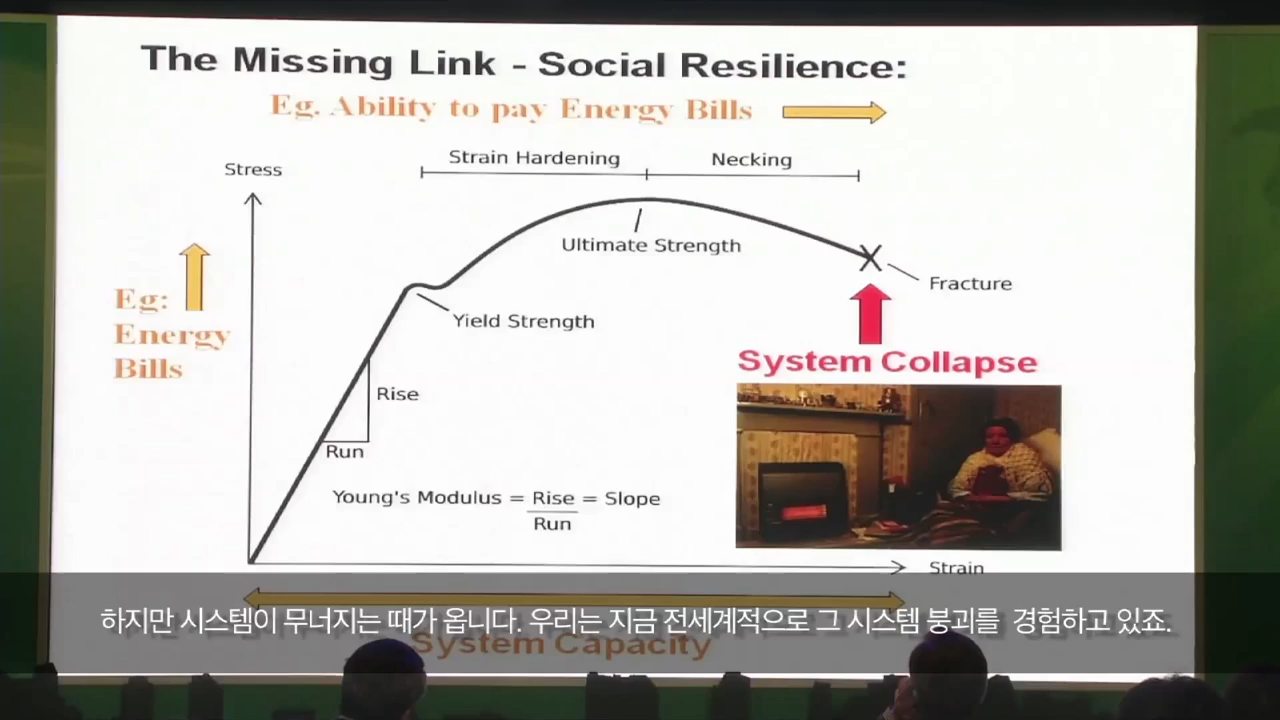 The Missing Link - Social Resilience:
Eg. Ability to pay Energy Bills
Strain Hardening
Necking
Stress
Ultimate Strength
Fracture
Eg:
Energy
Bills
Yield Strength
System Collapse
Rise
Run
Young's Modulus = Rise = Slope
Run
Strain
하지만 시스템이 무너지는 때가 옵니다. 우리는 지금 전세계적으로 그 시스템 붕괴를 경험하고 있죠.
System Capacity